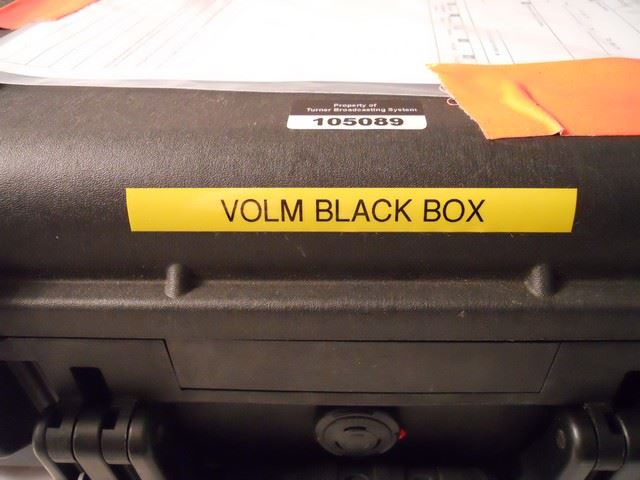 Property of
Turner Broadcasting System
105089
VOLM BLACK BOX